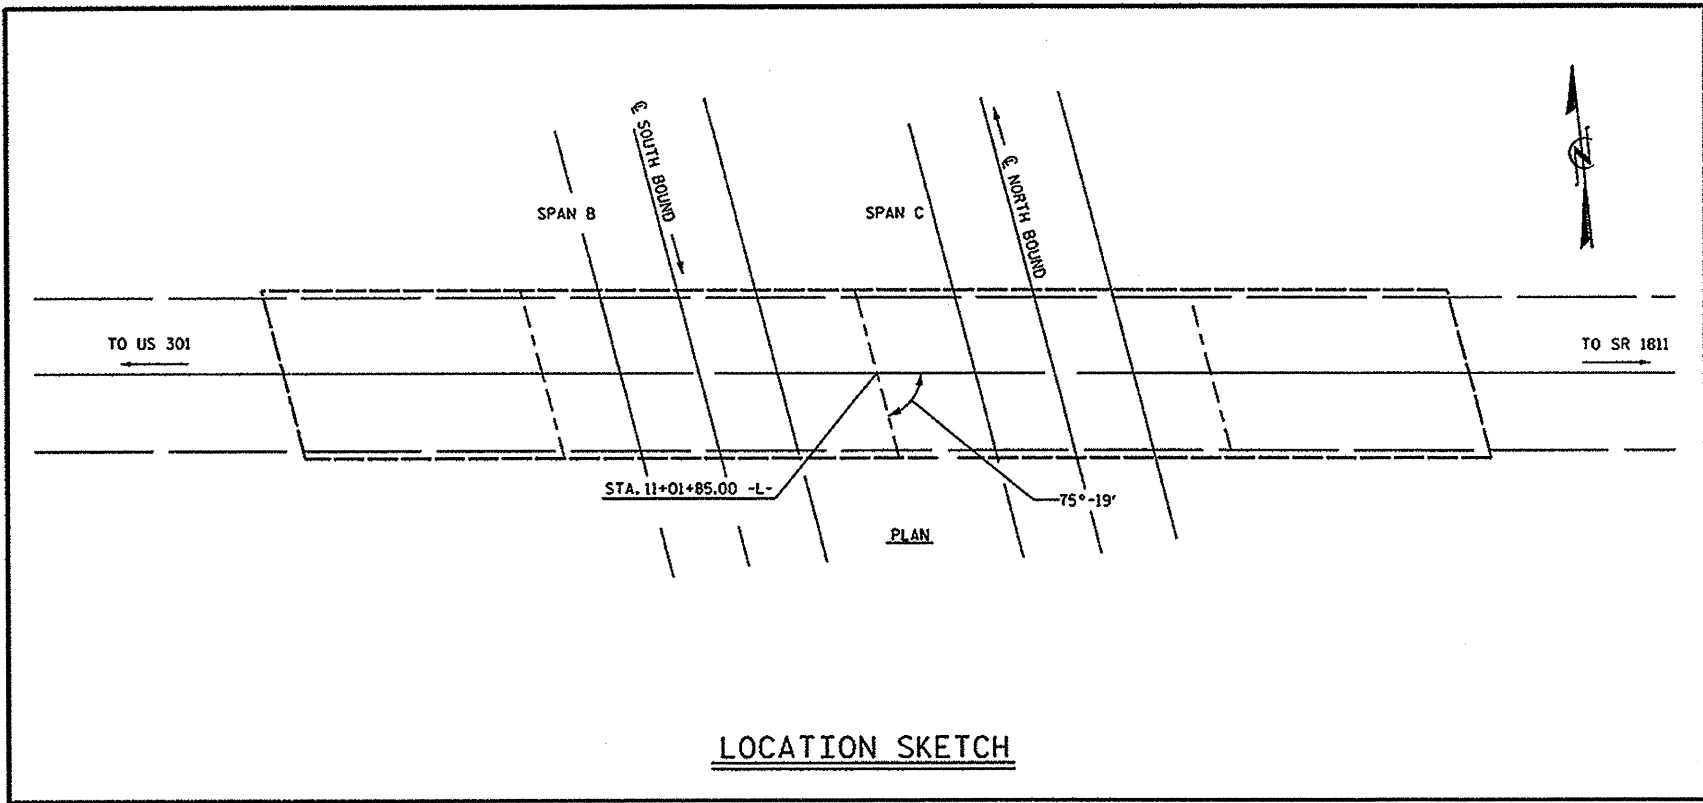 ℄ SOUTH BOUND
℄ NORTH BOUND
N
SPAN B
SPAN C
TO US 301
TO SR 1811
STA. 11+01+85.00 -L-
75°-19'
PLAN
LOCATION SKETCH